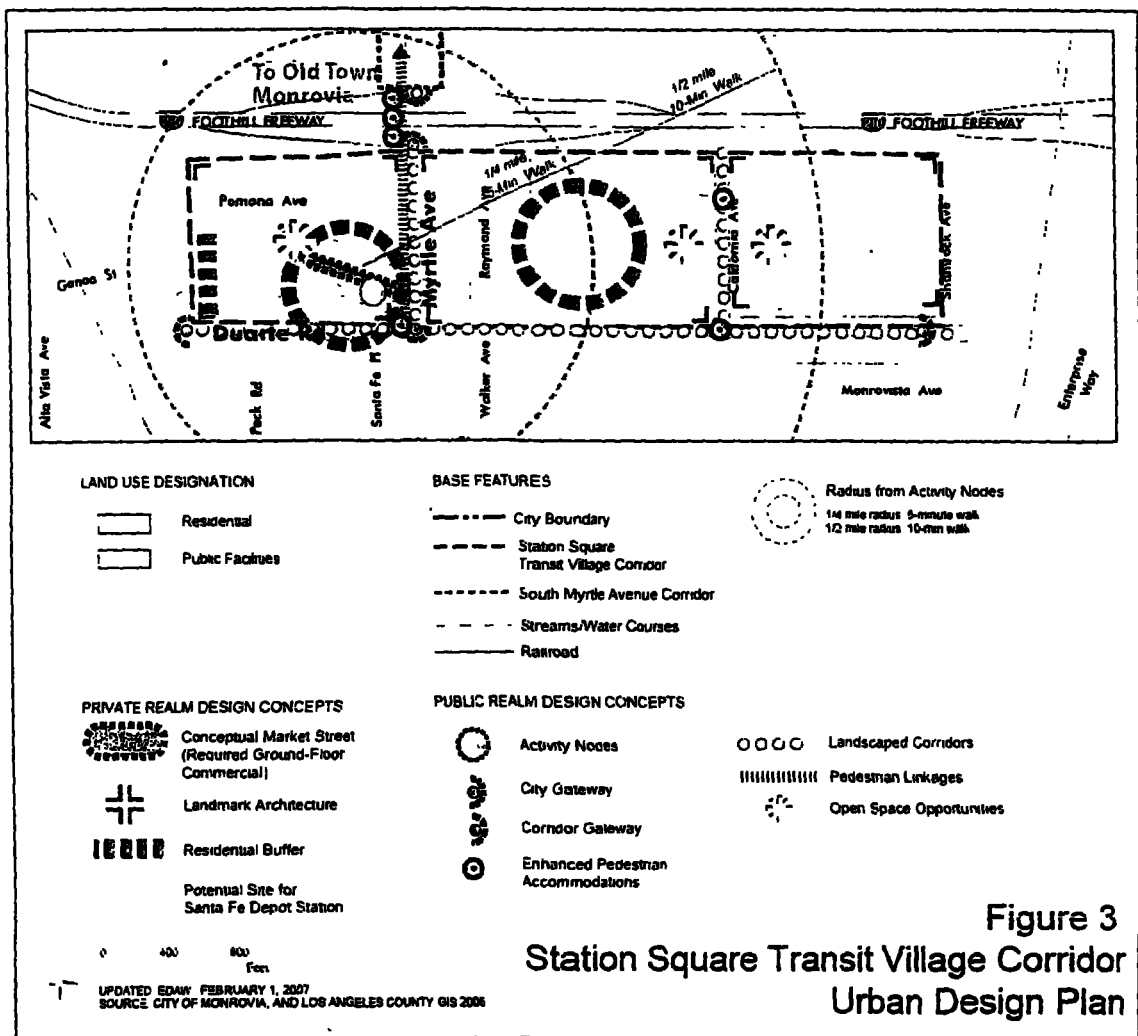 To Old Town
Monrovia
1/2 mile
10-Min Walk
FOOTHILL FREEWAY
FOOTHILL FREEWAY
1/4 mile
5-Min Walk
Pomona Ave
Myrtle Ave
Raymond
California Ave
Shamrock Ave
Genoa St
Duarte
Alta Vista Ave
Peck Rd
Santa Fe Pl
Walker Ave
Monrovista Ave
Enterprise
Way
LAND USE DESIGNATION
Residential
Public Facilities
BASE FEATURES
City Boundary
Station Square
Transit Village Corridor
South Myrtle Avenue Corridor
Streams/Water Courses
Railroad
Radius from Activity Nodes
1/4 mile radius 5-minute walk
1/2 mile radius 10-min walk
PRIVATE REALM DESIGN CONCEPTS
Conceptual Market Street
(Required Ground-Floor
Commercial)
Landmark Architecture
Residential Buffer
Potential Site for
Santa Fe Depot Station
PUBLIC REALM DESIGN CONCEPTS
Activity Nodes
City Gateway
Corridor Gateway
Enhanced Pedestrian
Accommodations
Landscaped Corridors
Pedestrian Linkages
Open Space Opportunities
0 400 800
Feet
UPDATED EDAW FEBRUARY 1, 2007
SOURCE CITY OF MONROVIA, AND LOS ANGELES COUNTY GIS 2006
Figure 3
Station Square Transit Village Corridor
Urban Design Plan